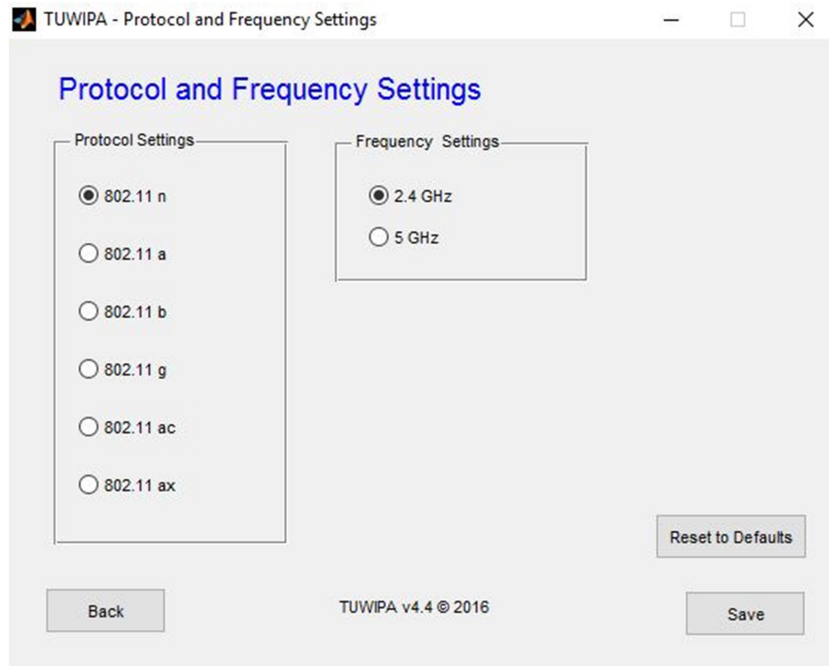 TUWIPA - Protocol and Frequency Settings
Protocol and Frequency Settings
Protocol Settings
802.11 n
802.11 a
802.11 b
802.11 g
802.11 ac
802.11 ax
Frequency Settings
2.4 GHz
5 GHz
Reset to Defaults
Back
TUWIPA v4.4 © 2016
Save